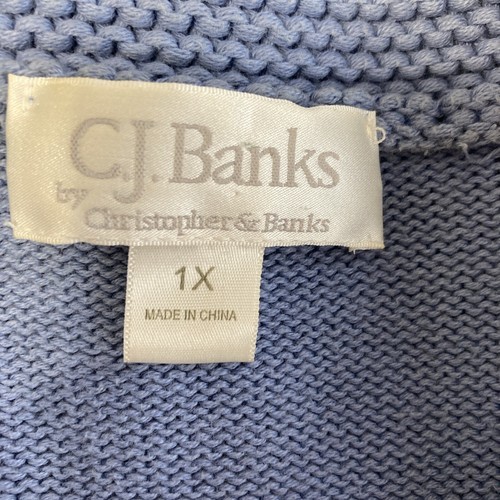 C.J. Banks
by Christopher & Banks
1X
MADE IN CHINA